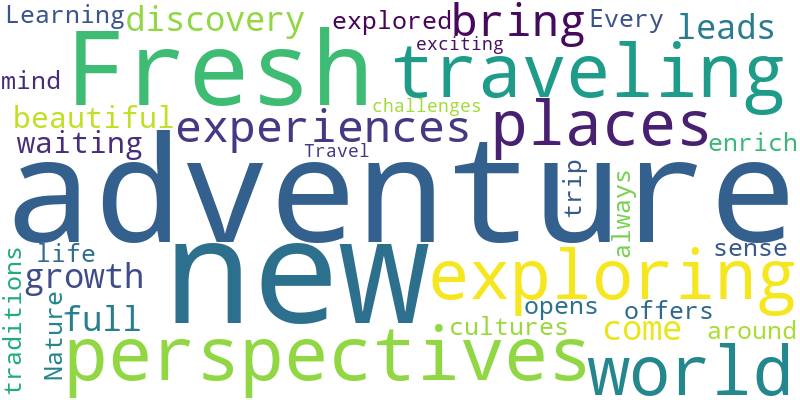 Learning
discovery
explored
bring
Every
leads
exciting
Fresh
traveling
mind
challenges
beautiful
experiences
places
waiting
Travel
enrich
adventure
trip
always
new
life
sense
growth
exploring
traditions
Nature
full
opens
offers
cultures
come
around
perspectives
world